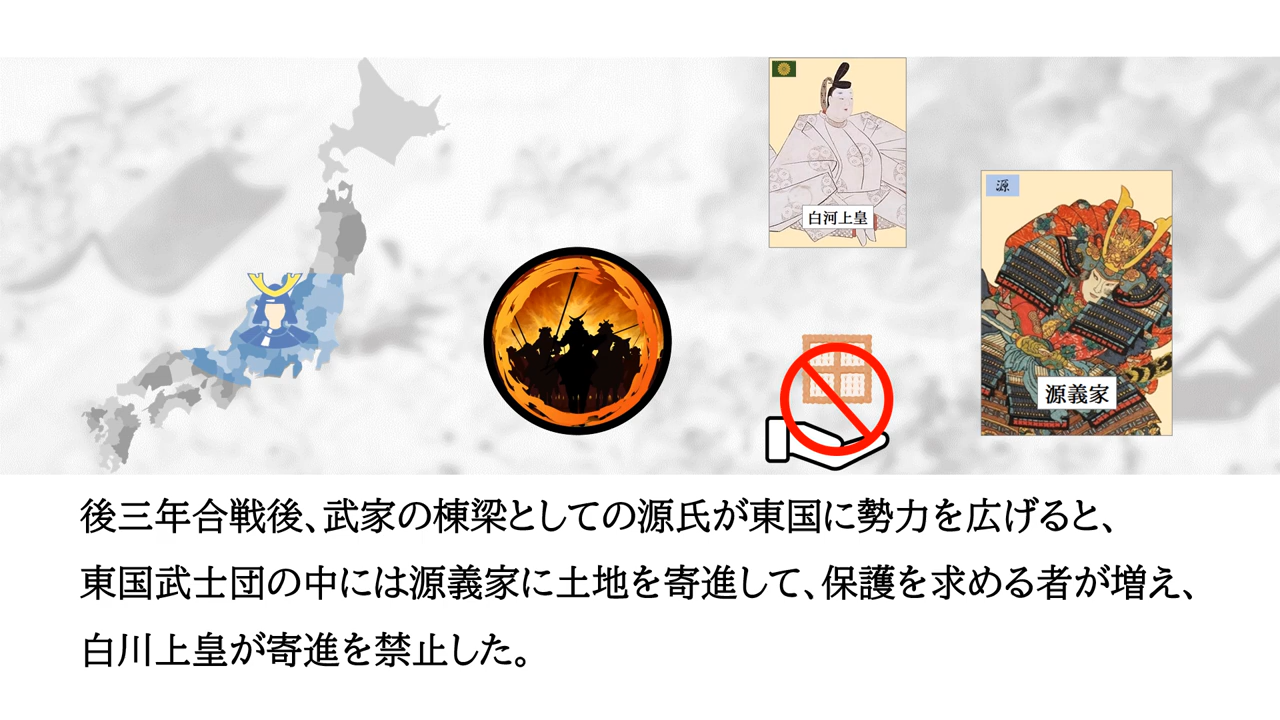 白河上皇
源
源義家
後三年合戦後、武家の棟梁としての源氏が東国に勢力を広げると、
東国武士団の中には源義家に土地を寄進して、保護を求める者が増え、
白川上皇が寄進を禁止した。